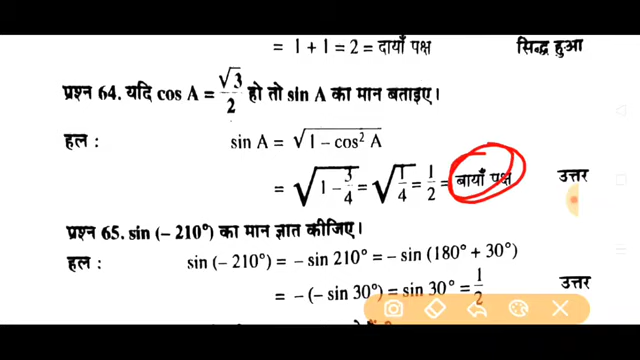 = 1 + 1 = 2 = दायाँ पक्ष सिद्ध हुआ
प्रश्न 64. यदि cos A = √3/2 हो तो sin A का मान बताइए।
हल : sin A = √(1 – cos² A)
= √(1 – 3/4) = √(1/4) = 1/2 = बायाँ पक्ष उत्तर
प्रश्न 65. sin (– 210°) का मान ज्ञात कीजिए।
हल : sin (– 210°) = – sin 210° = – sin (180° + 30°)
= – (– sin 30°) = sin 30° = 1/2 उत्तर